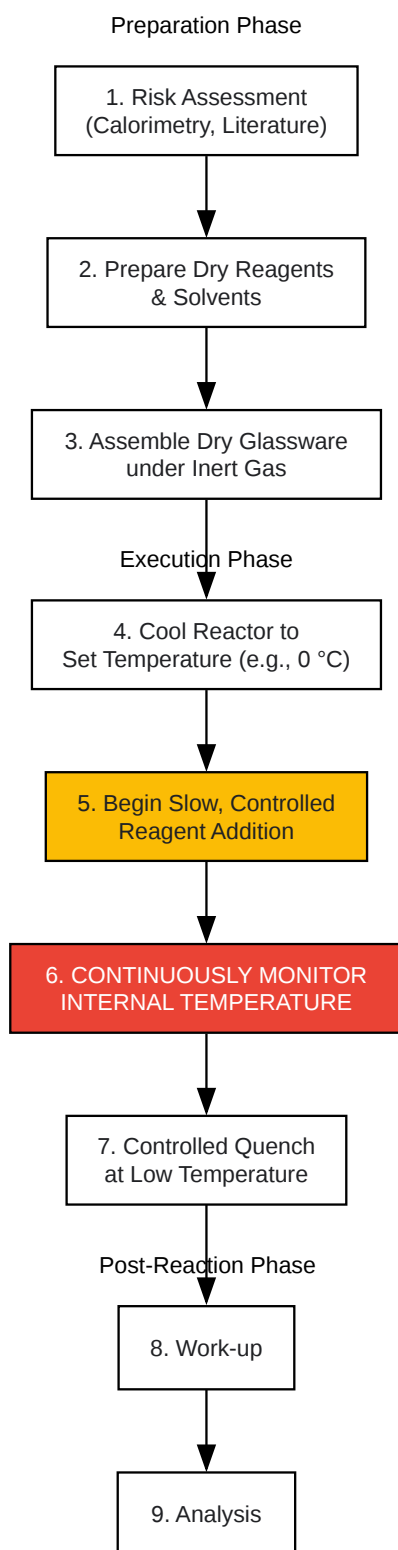 Preparation Phase
1. Risk Assessment
(Calorimetry, Literature)
2. Prepare Dry Reagents
& Solvents
3. Assemble Dry Glassware
under Inert Gas
Execution Phase
4. Cool Reactor to
Set Temperature (e.g., 0 °C)
5. Begin Slow, Controlled
Reagent Addition
6. CONTINUOUSLY MONITOR
INTERNAL TEMPERATURE
7. Controlled Quench
at Low Temperature
Post-Reaction Phase
8. Work-up
9. Analysis